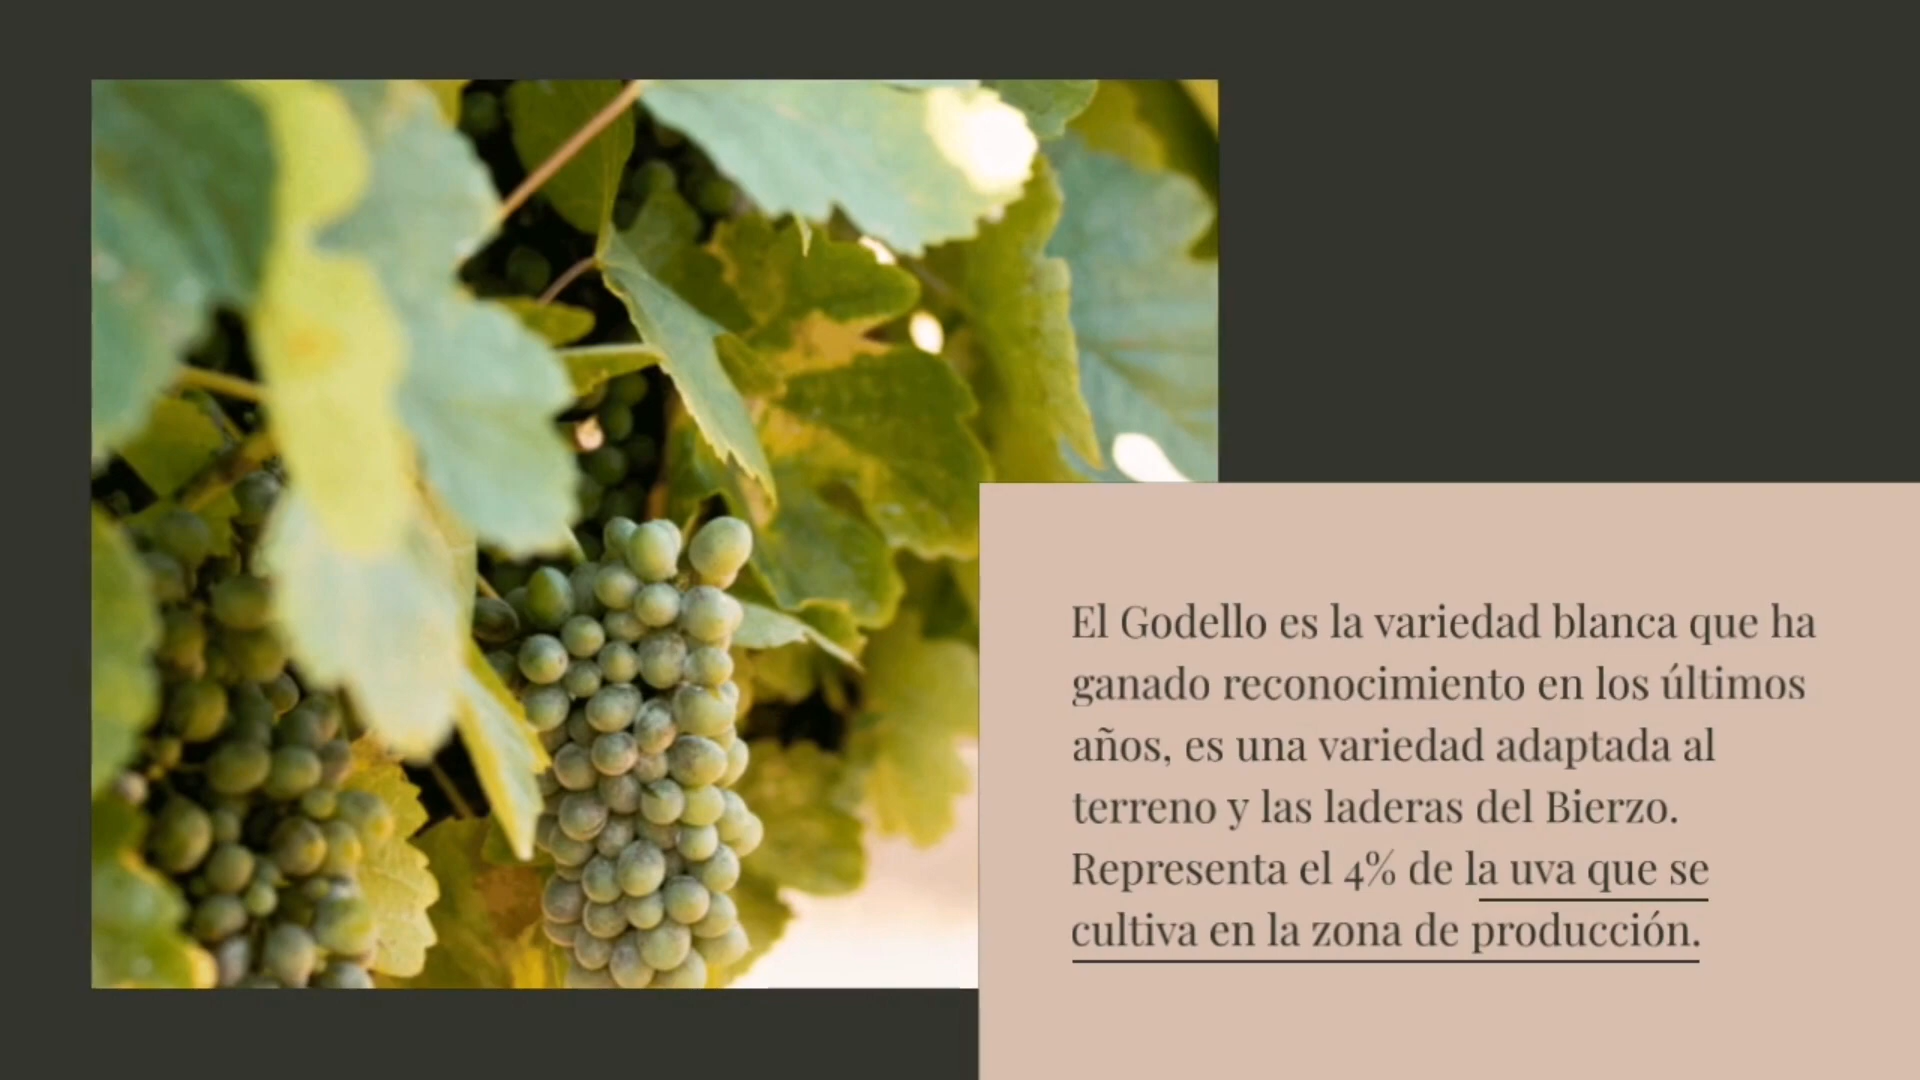 El Godello es la variedad blanca que ha
ganado reconocimiento en los últimos
años, es una variedad adaptada al
terreno y las laderas del Bierzo.
Representa el 4% de la uva que se
cultiva en la zona de producción.